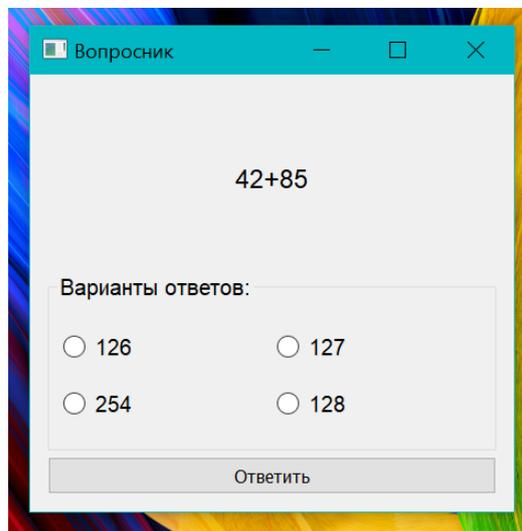 Вопросник
42+85
Варианты ответов:
126 127
254 128
Ответить